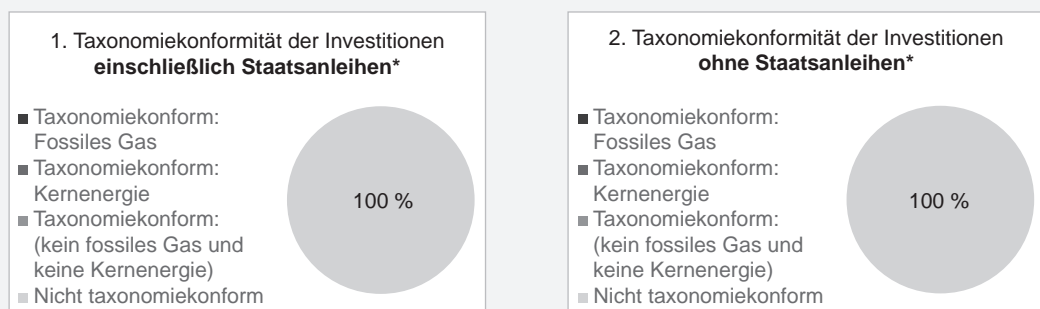 1. Taxonomiekonformität der Investitionen
einschließlich Staatsanleihen*
Taxonomiekonform:
Fossiles Gas
Taxonomiekonform:
Kernenergie
Taxonomiekonform:
(kein fossiles Gas und
keine Kernenergie)
Nicht taxonomiekonform
100 %
2. Taxonomiekonformität der Investitionen
ohne Staatsanleihen*
Taxonomiekonform:
Fossiles Gas
Taxonomiekonform:
Kernenergie
Taxonomiekonform:
(kein fossiles Gas und
keine Kernenergie)
Nicht taxonomiekonform
100 %